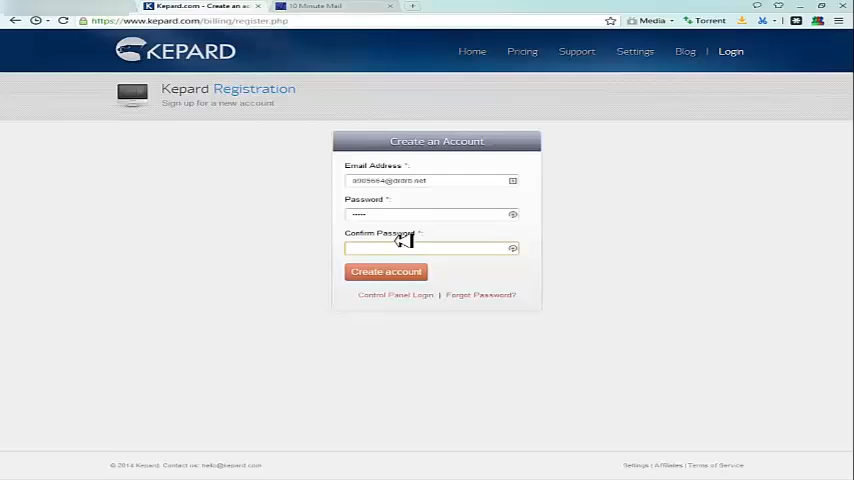 Kepard.com - Create an ac
10 Minute Mail
https://www.kepard.com/billing/register.php
Media
Torrent
KEPARD
Home
Pricing
Support
Settings
Blog
|
Login
Kepard Registration
Sign up for a new account
Create an Account
Email Address *:
a905664@drdrb.net
Password *:
Confirm Password *:
Create account
Control Panel Login | Forgot Password?
© 2014 Kepard. Contact us: hello@kepard.com
Settings | Affiliates | Terms of Service